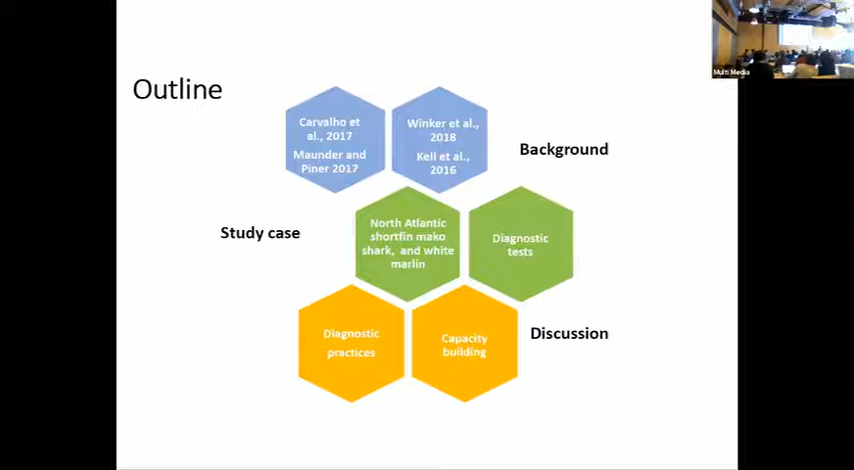 Multi Media
Outline
Carvalho et
al., 2017
Maunder and
Piner 2017
Winker et al.,
2018
Kell et al.,
2016
Background
Study case
North Atlantic
shortfin mako
shark, and white
marlin
Diagnostic
tests
Diagnostic
practices
Capacity
building
Discussion